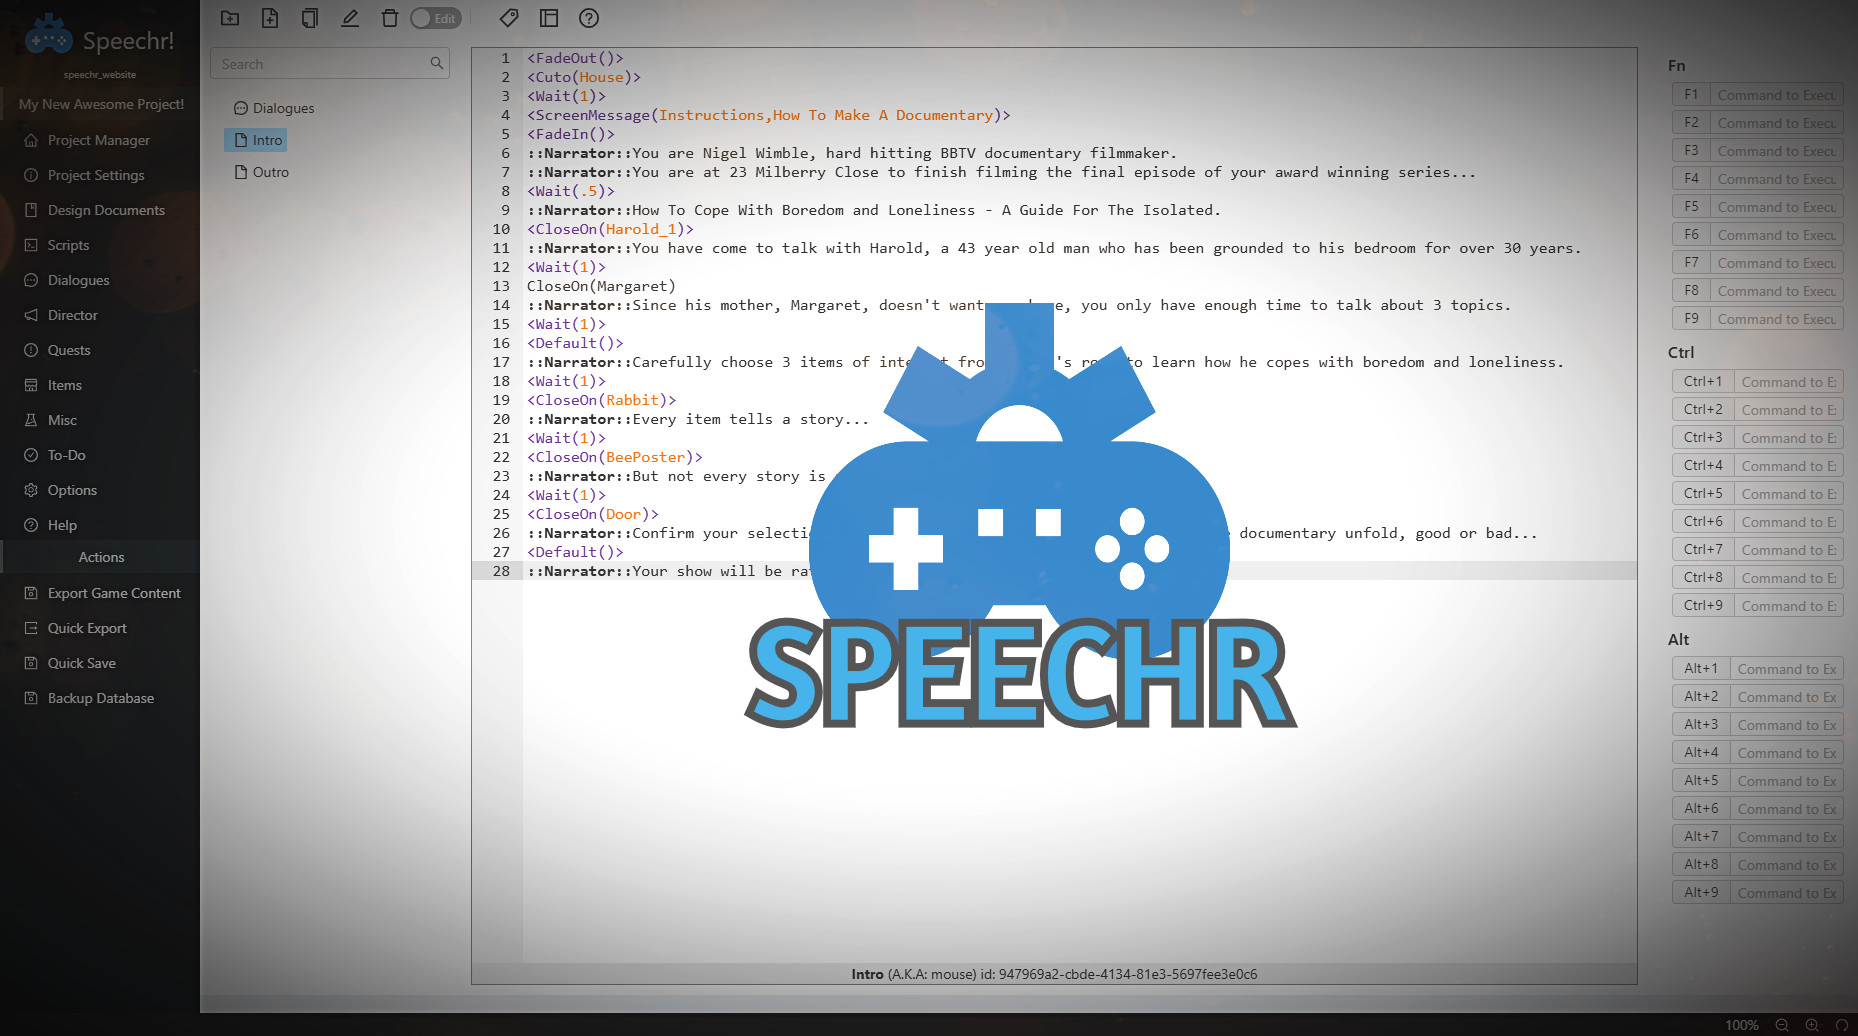 Speechr!
speechr_website
My New Awesome Project!
Project Manager
Project Settings
Design Documents
Scripts
Dialogues
Director
Quests
Items
Misc
To-Do
Options
Help
Actions
Export Game Content
Quick Export
Quick Save
Backup Database
Edit
Search
Dialogues
Intro
Outro
1 <FadeOut()>
2 <Cuto(House)>
3 <Wait(1)>
4 <ScreenMessage(Instructions,How To Make A Documentary)>
5 <FadeIn()>
6 ::Narrator::You are Nigel Wimble, hard hitting BBTV documentary filmmaker.
7 ::Narrator::You are at 23 Milberry Close to finish filming the final episode of your award winning series...
8 <Wait(.5)>
9 ::Narrator::How To Cope With Boredom and Loneliness - A Guide For The Isolated.
10 <CloseOn(Harold_1)>
11 ::Narrator::You have come to talk with Harold, a 43 year old man who has been grounded to his bedroom for over 30 years.
12 <Wait(1)>
13 CloseOn(Margaret)
14 ::Narrator::Since his mother, Margaret, doesn't want you only have enough time to talk about 3 topics.
15 <Wait(1)>
16 <Default()>
17 ::Narrator::Carefully choose 3 items of to learn how he copes with boredom and loneliness.
18 <Wait(1)>
19 <CloseOn(Rabbit)>
20 ::Narrator::Every item tells a story...
21 <Wait(1)>
22 <CloseOn(BeePoster)>
23 ::Narrator::But not every story is
24 <Wait(1)>
25 <CloseOn(Door)>
26 ::Narrator::Confirm your documentary unfold, good or bad...
27 <Default()>
28 ::Narrator::Your show will be
SPEECHR
Intro (A.K.A: mouse) id: 947969a2-cbde-4134-81e3-5697fee3e0c6
Fn
F1 Command to Execu
F2 Command to Execu
F3 Command to Execu
F4 Command to Execu
F5 Command to Execu
F6 Command to Execu
F7 Command to Execu
F8 Command to Execu
F9 Command to Execu
Ctrl
Ctrl+1 Command to E
Ctrl+2 Command to E
Ctrl+3 Command to E
Ctrl+4 Command to E
Ctrl+5 Command to E
Ctrl+6 Command to E
Ctrl+7 Command to E
Ctrl+8 Command to E
Ctrl+9 Command to E
Alt
Alt+1 Command to Ex
Alt+2 Command to Ex
Alt+3 Command to Ex
Alt+4 Command to Ex
Alt+5 Command to Ex
Alt+6 Command to Ex
Alt+7 Command to Ex
Alt+8 Command to Ex
Alt+9 Command to Ex
100%